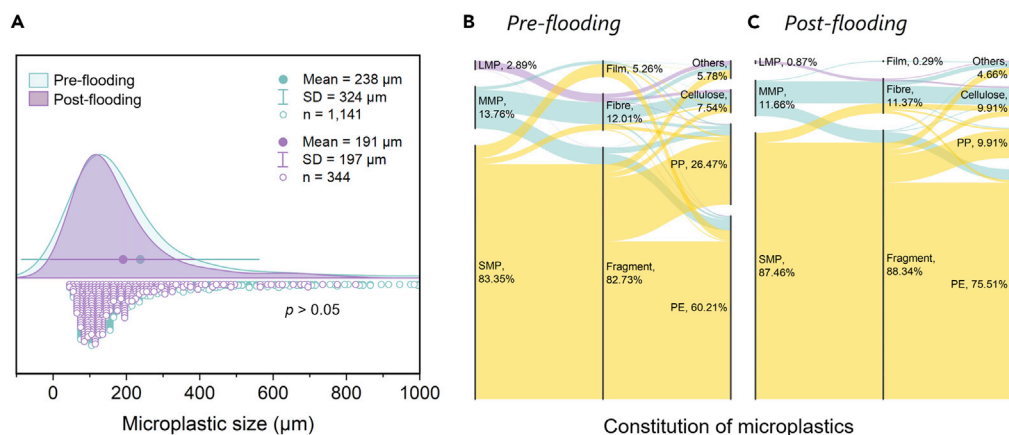 A
Pre-flooding
Post-flooding
Mean = 238 µm
SD = 324 µm
n = 1,141
Mean = 191 µm
SD = 197 µm
n = 344
p > 0.05
0
200
400
600
800
1000
Microplastic size (µm)
B
Pre-flooding
LMP, 2.89%
MMP,
13.76%
SMP
83.35%
Film, 5.26%
Fibre,
12.01%
Fragment,
82.73%
Others,
5.78%
Cellulose,
7.54%
PP, 26.47%
PE, 60.21%
C
Post-flooding
LMP, 0.87%
MMP,
11.66%
SMP,
87.46%
Film, 0.29%
Fibre,
11.37%
Fragment,
88.34%
Others,
4.66%
Cellulose,
9.91%
PP, 9.91%
PE, 75.51%
Constitution of microplastics